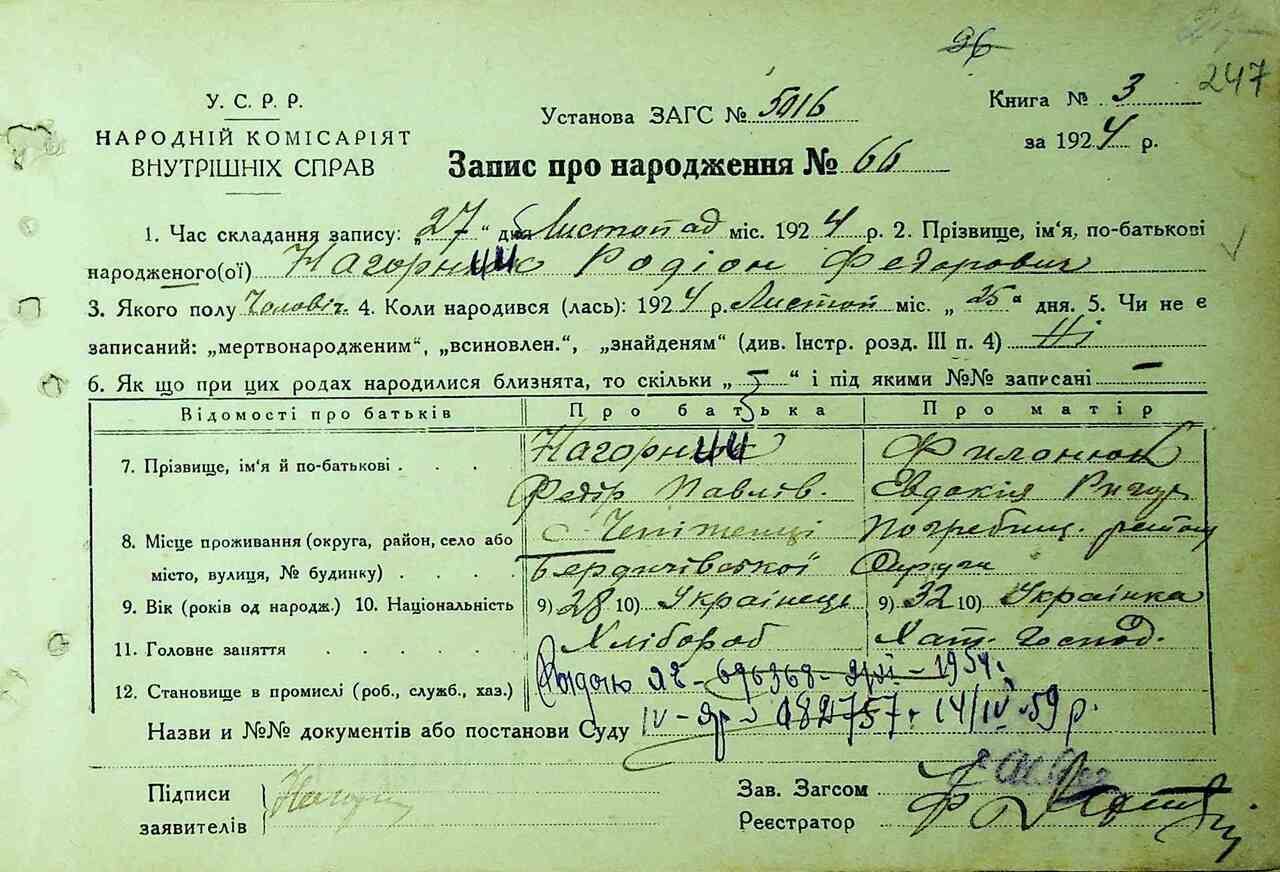 96
247
У. С. Р. Р.
НАРОДНІЙ КОМІСАРІЯТ
ВНУТРІШНІХ СПРАВ
Установа ЗАГС № 5016
Книга № 3
за 1924 р.
Запис про народження № 66
1. Час складання запису: „27“ дня Листопад міс. 1924 р. 2. Прізвище, ім'я, по-батькові
народженого(ої) Нагорний Родіон Федорович
3. Якого полу Чоловіч. 4. Коли народився (лась): 1924 р. Листоп міс. „25“ дня. 5. Чи не є
записаний: „мертвонародженим“, „всиновлен.“, „знайденям“ (див. Інстр. розд. III п. 4) Ні
6. Як що при цих родах народилися близнята, то скільки „—“ і під якими №№ записані —
Відомості про батьків Про батька Про матір
7. Прізвище, ім'я й по-батькові . . . . Нагорний Филонюк
Федір Павлів. Евдокія Ригор
8. Місце проживання (округа, район, село або с Чепіженці Погребищ. району
місто, вулиця, № будинку) . . . . Бердичівської Округи
9. Вік (років од народж.) 10. Національність 9) 28 10) Украінець 9) 32 10) Украінка
11. Головне заняття . . . . . Хлібороб Хат. Господ.
12. Становище в промислі (роб., служб., хаз.) Видано 696368 1954.
Назви и №№ документів або постанови Суду IV-яр 182757 14/IV 59 р.
Підписи
заявителів
Зав. Загсом
Реєстратор